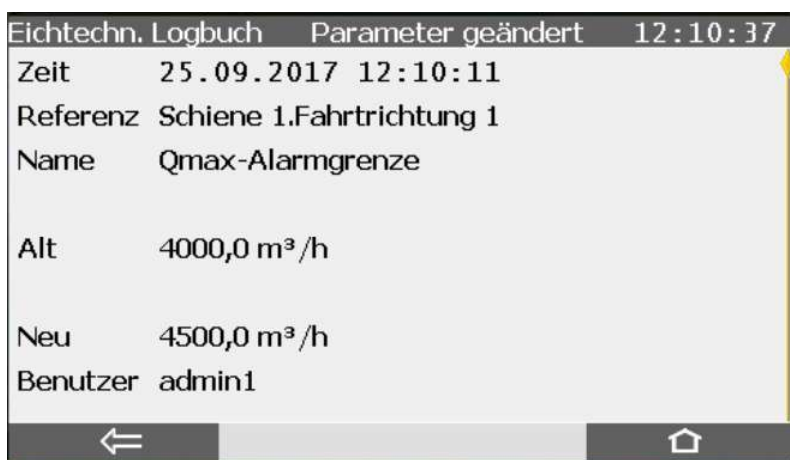 Eichtechn. Logbuch Parameter geändert 12:10:37
Zeit 25.09.2017 12:10:11
Referenz Schiene 1.Fahrtrichtung 1
Name Qmax-Alarmgrenze
Alt 4000,0 m³/h
Neu 4500,0 m³/h
Benutzer admin1